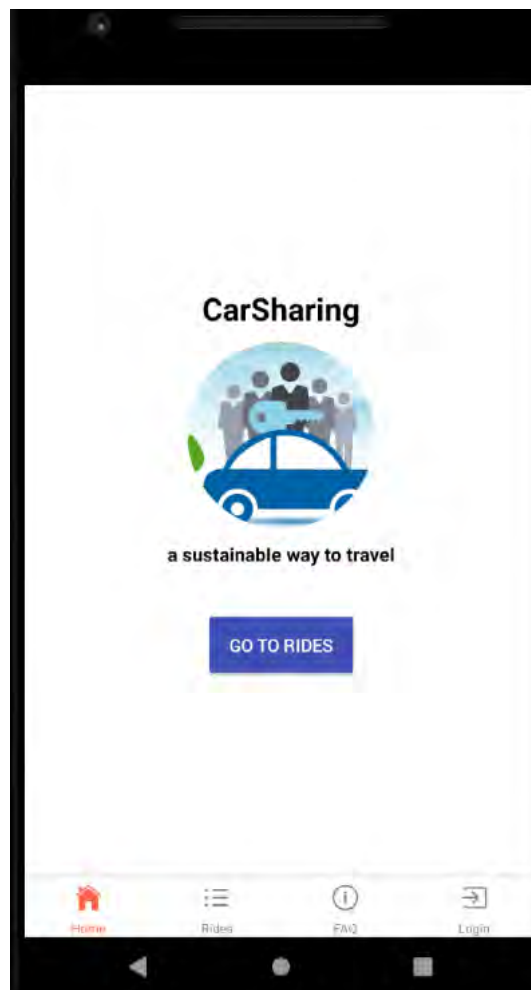 CarSharing
a sustainable way to travel
GO TO RIDES
Home
Rides
FAQ
Login